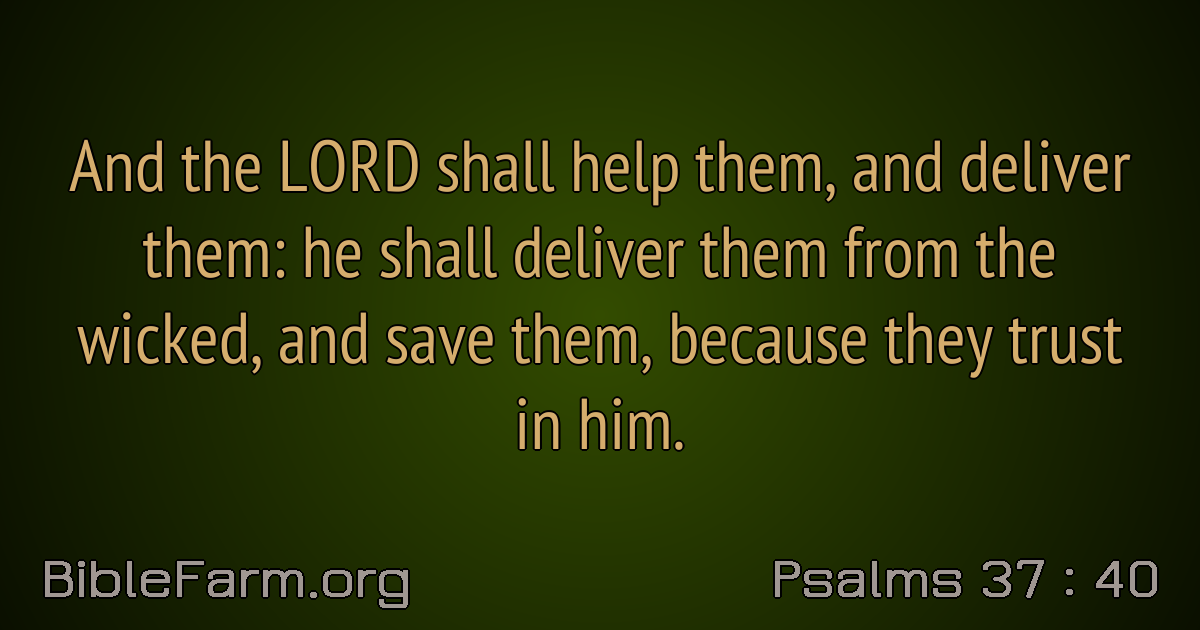 And the LORD shall help them, and deliver
them: he shall deliver them from the
wicked, and save them, because they trust
in him.
BibleFarm.org
Psalms 37 : 40